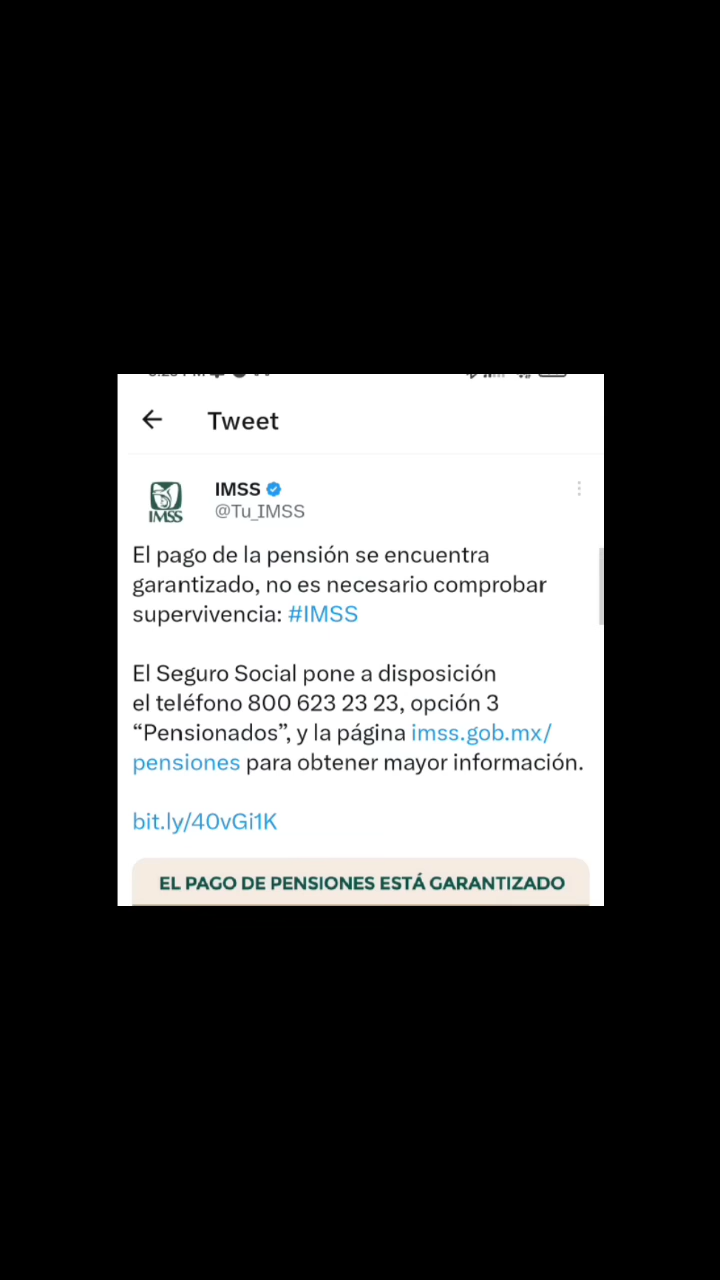 Tweet
IMSS
IMSS
@Tu_IMSS
El pago de la pensión se encuentra
garantizado, no es necesario comprobar
supervivencia: #IMSS
El Seguro Social pone a disposición
el teléfono 800 623 23 23, opción 3
“Pensionados”, y la página imss.gob.mx/
pensiones para obtener mayor información.
bit.ly/40vGi1K
EL PAGO DE PENSIONES ESTÁ GARANTIZADO